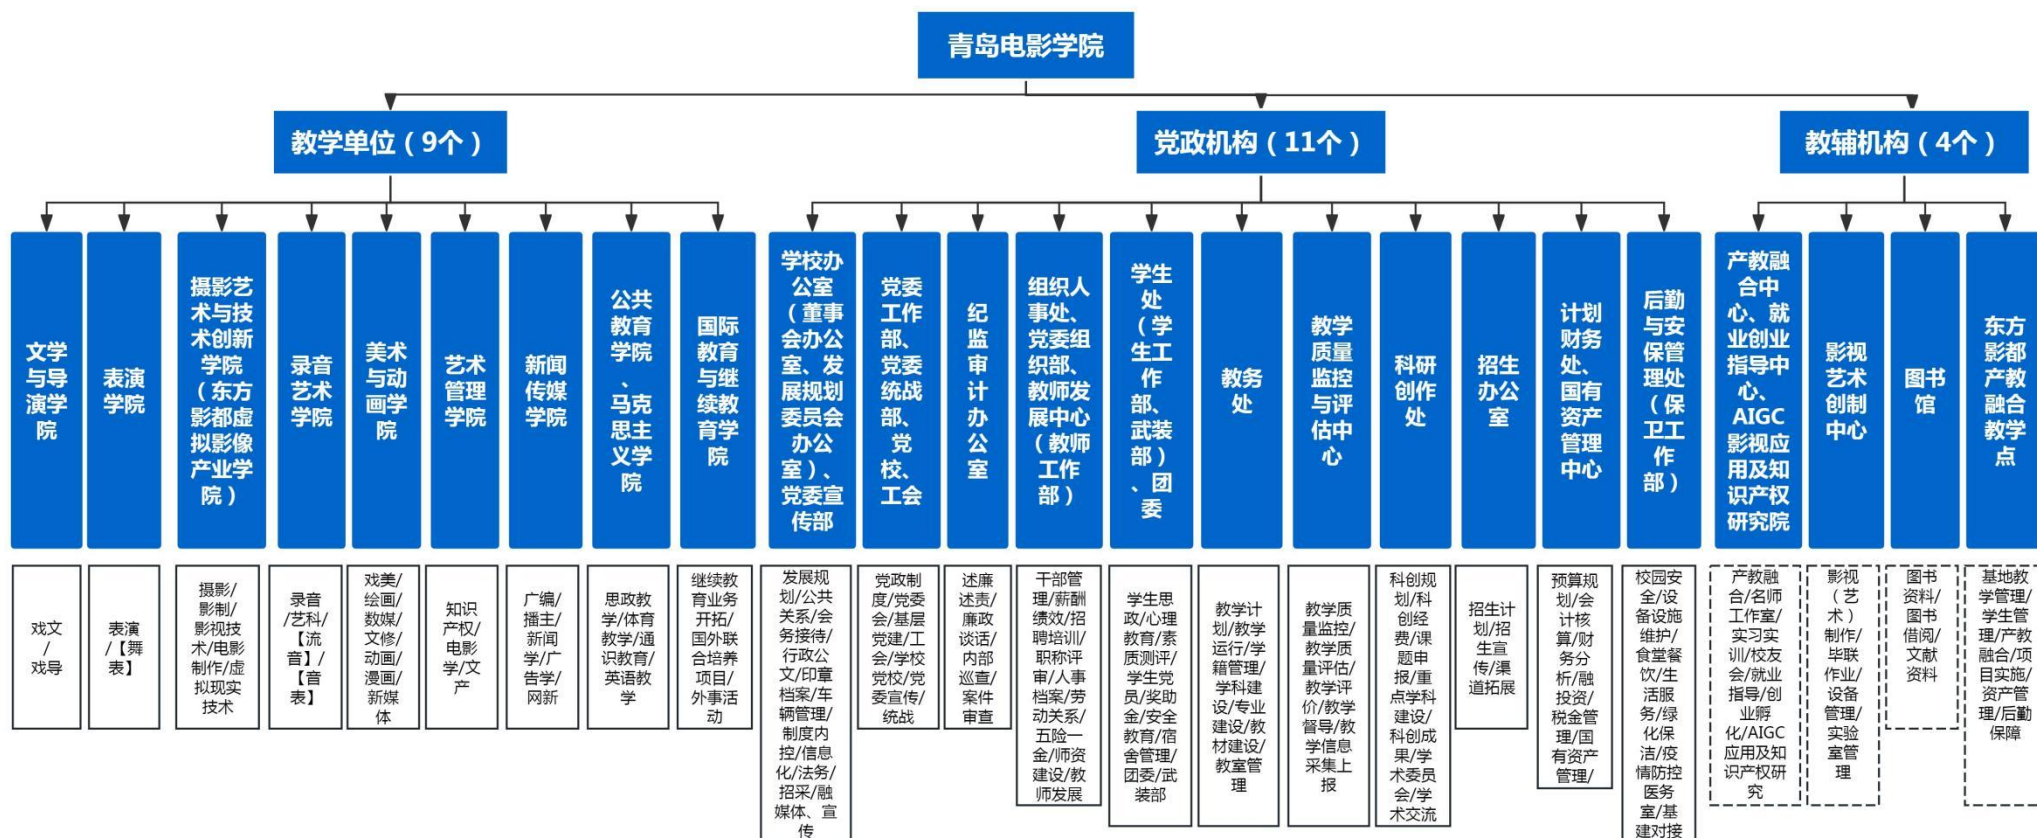 青岛电影学院
教学单位（9个）
党政机构（11个）
教辅机构（4个）
文学
与导
演学
院
表演
学院
摄影艺
术与技
术创新
学院
（东方
影都虚
拟影像
产业学
院）
录音
艺术
学院
美术
与动
画学
院
艺术
管理
学院
新闻
传媒
学院
公共
教育
学院
、马克
思主
义学
院
国际
教育
与继
续教
育学
院
学校办
公室
（董事
会办公
室、发
展规划
委员会
办公
室）、
党委宣
传部
党委
工作
部、
党委
统战
部、党
校、
工会
纪监
审计
办公
室
组织人
事处、
党委组
织部、
教师发
展中心
（教师
工作
部）
学生
处
（学
生工
作
部、
武装
部）
、团
委
教务
处
教学
质量
监控
与评
估中
心
科研
创作
处
招生
办公
室
计划
财务
处、
国有
资产
管理
中心
后勤
与安
保管
理处
（保
卫工
作
部）
产教融
合中
心、就
业创业
指导中
心、
AIGC
影视应
用及知
识产权
研究院
影视
艺术
创制
中心
图书
馆
东方
影都
产教
融合
教学
点
戏文
/
戏导
表演
/【舞
表】
摄影/
影制/
影视技
术/电影
制作/虚
拟现实
技术
录音
/艺科/
【流
音】/
【音
表】
戏美/
绘画/
数媒/
文修/
动画/
漫画/
新媒
体
知识
产权/
电影
学/文
产
广编/
播主/
新闻
学/广
告学/
网新
思政教
学/体育
教学/通
识教育/
英语教
学
继续教
育业务
开拓/
国外联
合培养
项目/
外事活
动
发展规
划/公共
关系/会
务接待/
行政公
文/印章
档案/车
辆管理/
制度内
控/信息
化/法务/
招采/融
媒体、宣
传
党政制
度/党委
会/基层
党建/工
会/学校
党校/党
委宣传/
统战
述廉
述责/
廉政
谈话/
内部
巡查/
案件
审查
干部管
理/薪酬
绩效/招
聘培训/
职称评
审/人事
档案/劳
动关系/
五险一
金/师资
建设/教
师发展
学生思
政/心理
教育/素
质测评/
学生党
员/奖助
金/安全
教育/宿
舍管理/
团委/武
装部
教学计
划/教学
运行/学
籍管理/
学科建
设/专业
建设/教
材建设/
教室管
理
教学质
量监控/
教学质
量评估/
教学评
价/教学
督导/教
学信息
采集上
报
科创规
划/科
创经
费/课
题申
报/重
点学科
建设/
科创成
果/学
术委员
会/学
术交流
招生计
划/招
生宣
传/渠
道拓展
预算规
划/会
计核
算/财
务分
析/融
投资/
税金管
理/国
有资产
管理/
校园安
全/设
备设施
维护/
食堂餐
饮/生
活服
务/绿
化保
洁/疫
情防控
医务
室/基
建对接
产教融
合/名师
工作室/
实习实
训/校友
会/就业
指导/创
业孵
化/AIGC
应用及知
识产权研
究
影视
（艺
术）
制作/
毕联
作业/
设备
管理/
实验
室管
理
图书
资料/
图书
借阅/
文献
资料
基地教
学管理/
学生管
理/产教
融合/项
目实施/
资产管
理/后勤
保障